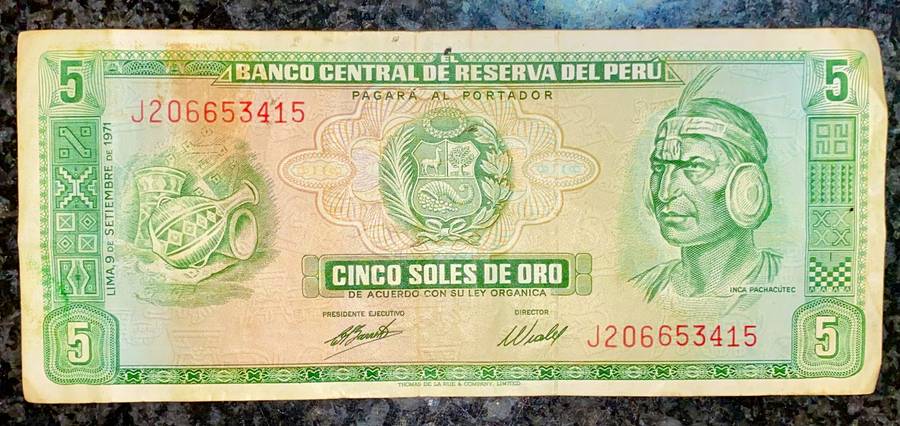 5
EL
5
BANCO CENTRAL DE RESERVA DEL PERÚ
PAGARÁ AL PORTADOR
J206653415
LIMA, 9 DE SETIEMBRE DE 1971
CINCO SOLES DE ORO
DE ACUERDO CON SU LEY ORGANICA
INCA PACHACÚTEC
PRESIDENTE EJECUTIVO
DIRECTOR
J206653415
5
5
THOMAS DE LA RUE & COMPANY, LIMITED